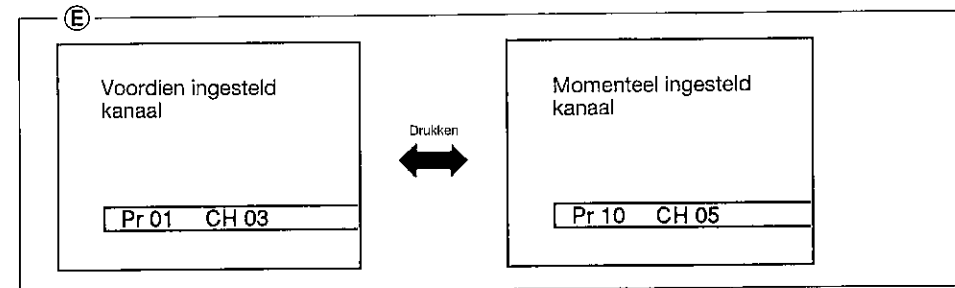 E
Voordien ingesteld
kanaal
Pr 01 CH 03
Drukken
Momenteel ingesteld
kanaal
Pr 10 CH 05